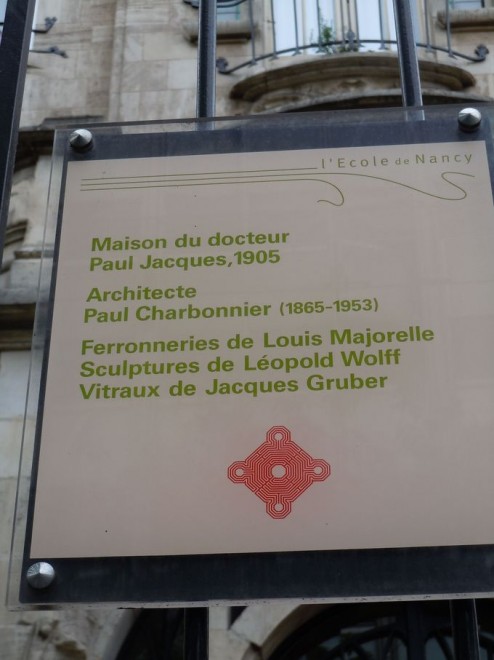 l'Ecole de Nancy
Maison du docteur
Paul Jacques,1905
Architecte
Paul Charbonnier (1865-1953)
Ferronneries de Louis Majorelle
Sculptures de Léopold Wolff
Vitraux de Jacques Gruber